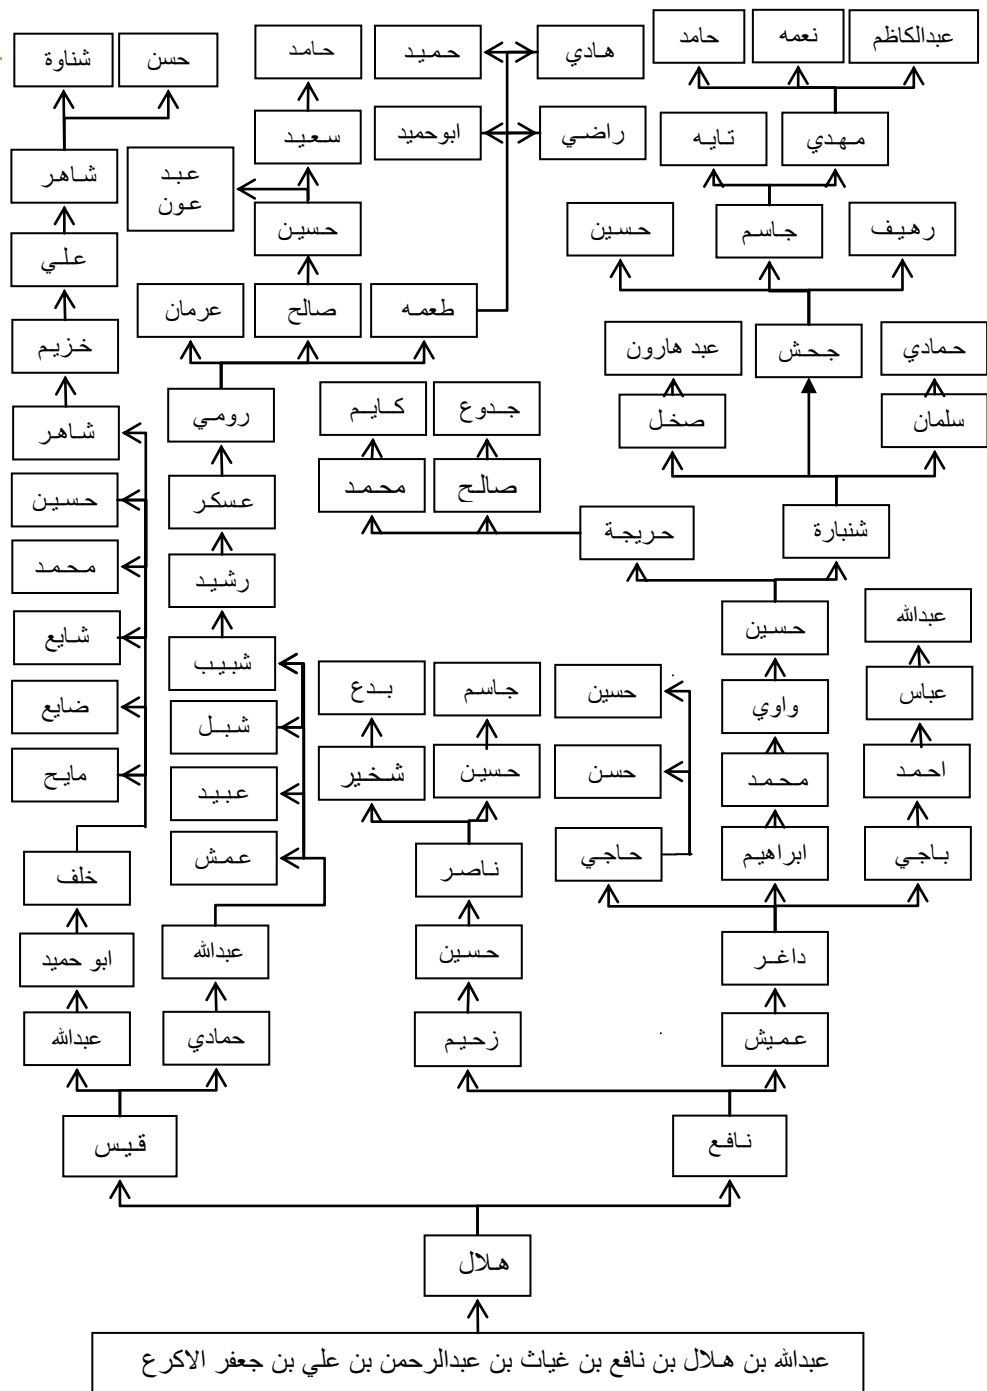 عبدالكاظم
نعمه
حامد
هادي
حميد
حامد
حسن
شناوة
مهدي
تايه
راضي
ابوحميد
سعيد
عبد
عون
شاهر
رهيف
جاسم
حسين
حسين
علي
طعمه
صالح
عرمان
خزيم
حمادي
جحش
عبد هارون
سلمان
صخل
جدوع
كايم
رومي
شاهر
صالح
محمد
عسكر
حسين
شنبارة
حريجة
رشيد
محمد
عبدالله
حسين
شبيب
شايع
عباس
واوي
حسين
جاسم
بدع
شبل
ضايع
احمد
محمد
حسن
حسين
شخير
عبيد
مايح
باجي
ابراهيم
حاجي
ناصر
عمش
خلف
داغر
حسين
عبدالله
ابو حميد
عميش
زحيم
حمادي
عبدالله
نافع
قيس
هلال
عبدالله بن هلال بن نافع بن غياث بن عبدالرحمن بن علي بن جعفر الاكرع